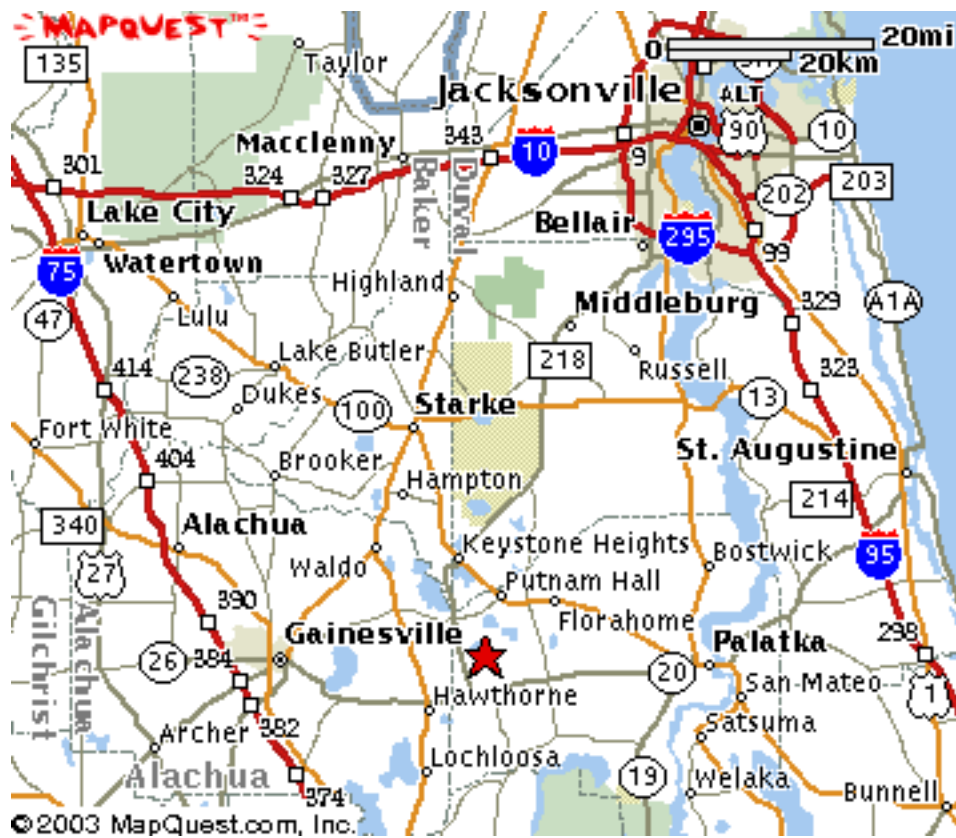 MAPQUEST™
0 20mi
20km
135
Taylor
Jacksonville
ALT
90
10
Macclenny
343
10
9
301
324
327
Baker
Duval
202
203
Lake City
Bellair
295
99
Watertown
75
Highland
Middleburg
329
A1A
47
Lulu
Lake Butler
218
Russell
323
414
238
Dukes
100
Starke
13
Fort White
St. Augustine
404
Brooker
Hampton
214
340
Alachua
Keystone Heights
Bostwick
95
27
Waldo
Putnam Hall
390
Florahome
298
Gilchrist
Alachua
Gainesville
Palatka
26
384
20
1
Hawthorne
San Mateo
Archer
382
Satsuma
Lochloosa
Alachua
19
Welaka
374
Bunnell
©2003 MapQuest.com, Inc.